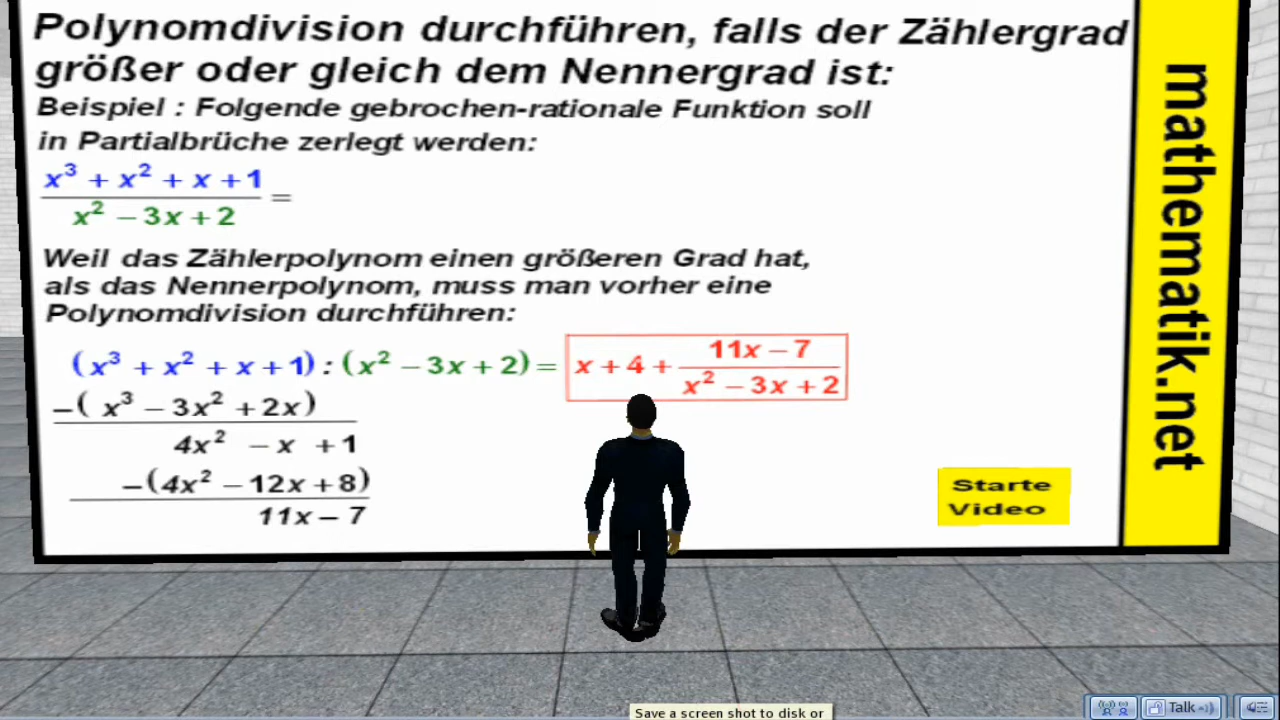 Polynomdivision durchführen, falls der Zählergrad
größer oder gleich dem Nennergrad ist:
Beispiel : Folgende gebrochen-rationale Funktion soll
in Partialbrüche zerlegt werden:
x³ + x² + x + 1
x² − 3x + 2
=
Weil das Zählerpolynom einen größeren Grad hat,
als das Nennerpolynom, muss man vorher eine
Polynomdivision durchführen:
(x³ + x² + x + 1) : (x² − 3x + 2) = x + 4 + (11x − 7)/(x² − 3x + 2)
−( x³ − 3x² + 2x)
4x² − x + 1
−(4x² − 12x + 8)
11x − 7
Starte
Video
mathematik.net
Save a screen shot to disk or
Talk